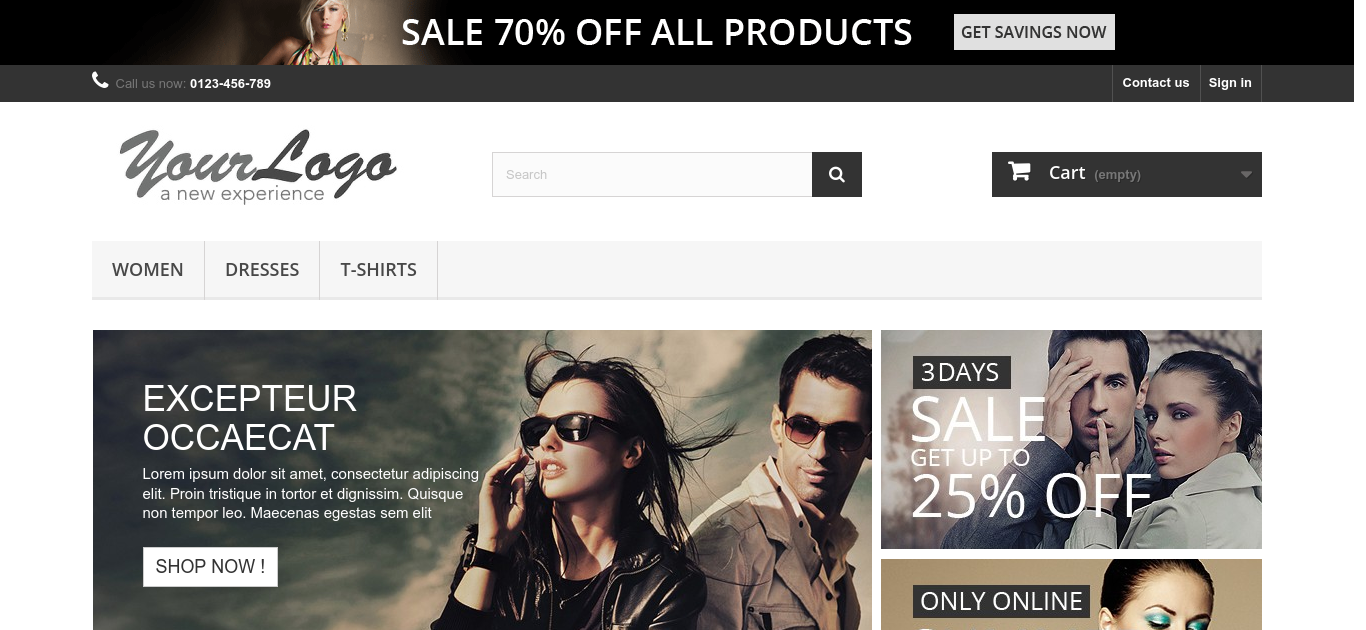 SALE 70% OFF ALL PRODUCTS
GET SAVINGS NOW
Call us now: 0123-456-789
Contact us
Sign in
Your Logo
a new experience
Search
Cart (empty)
WOMEN
DRESSES
T-SHIRTS
EXCEPTEUR
OCCAECAT
Lorem ipsum dolor sit amet, consectetur adipiscing
elit. Proin tristique in tortor et dignissim. Quisque
non tempor leo. Maecenas egestas sem elit
SHOP NOW !
3 DAYS
SALE
GET UP TO
25% OFF
ONLY ONLINE